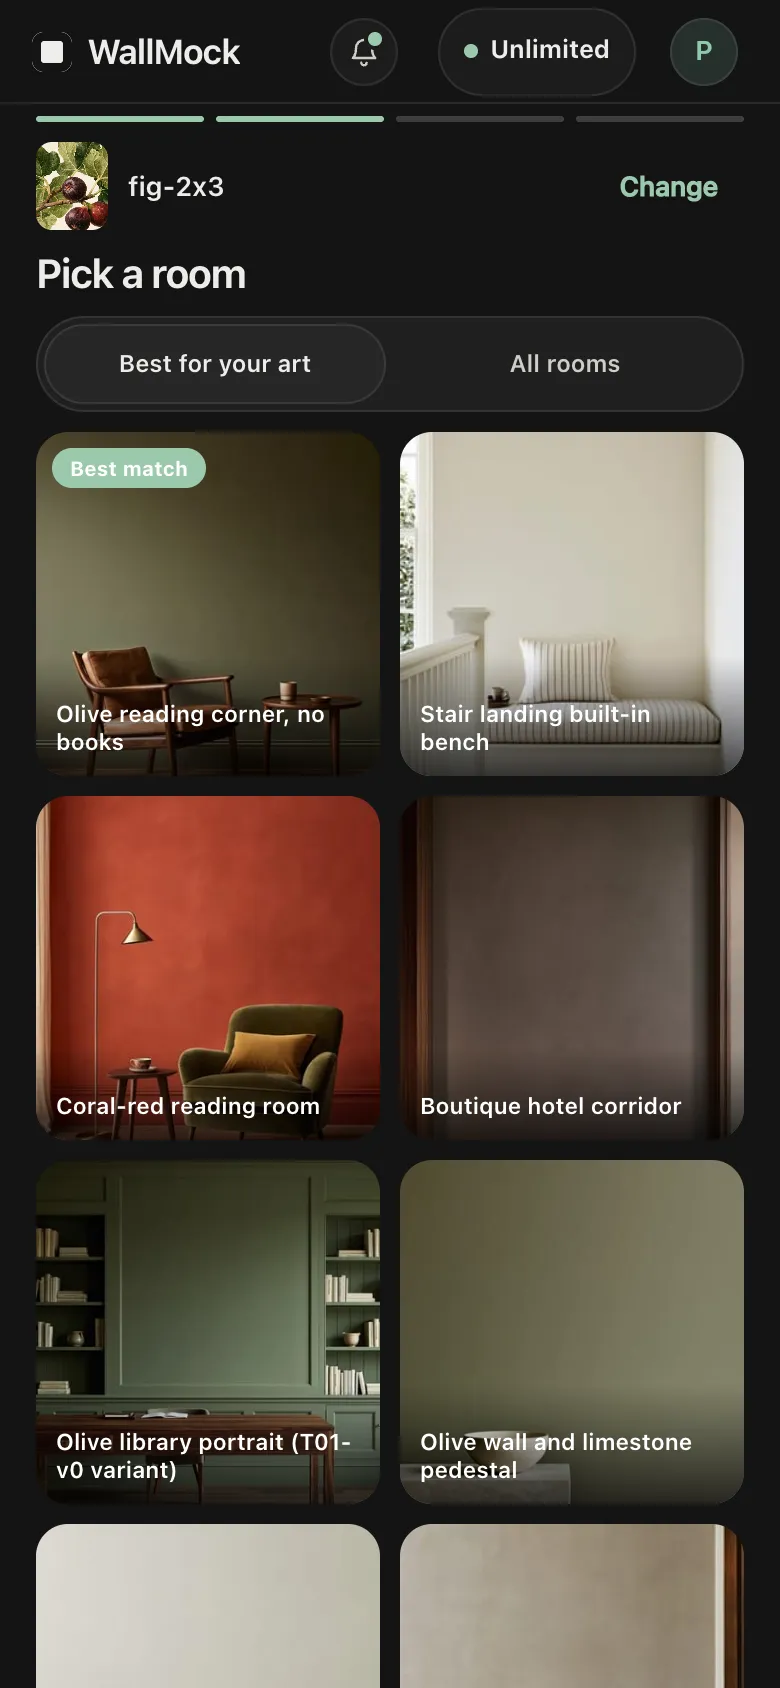 WallMock
Unlimited
P
fig-2x3
Change
Pick a room
Best for your art
All rooms
Best match
Olive reading corner, no
books
Stair landing built-in
bench
Coral-red reading room
Boutique hotel corridor
Olive library portrait (T01-
v0 variant)
Olive wall and limestone
pedestal